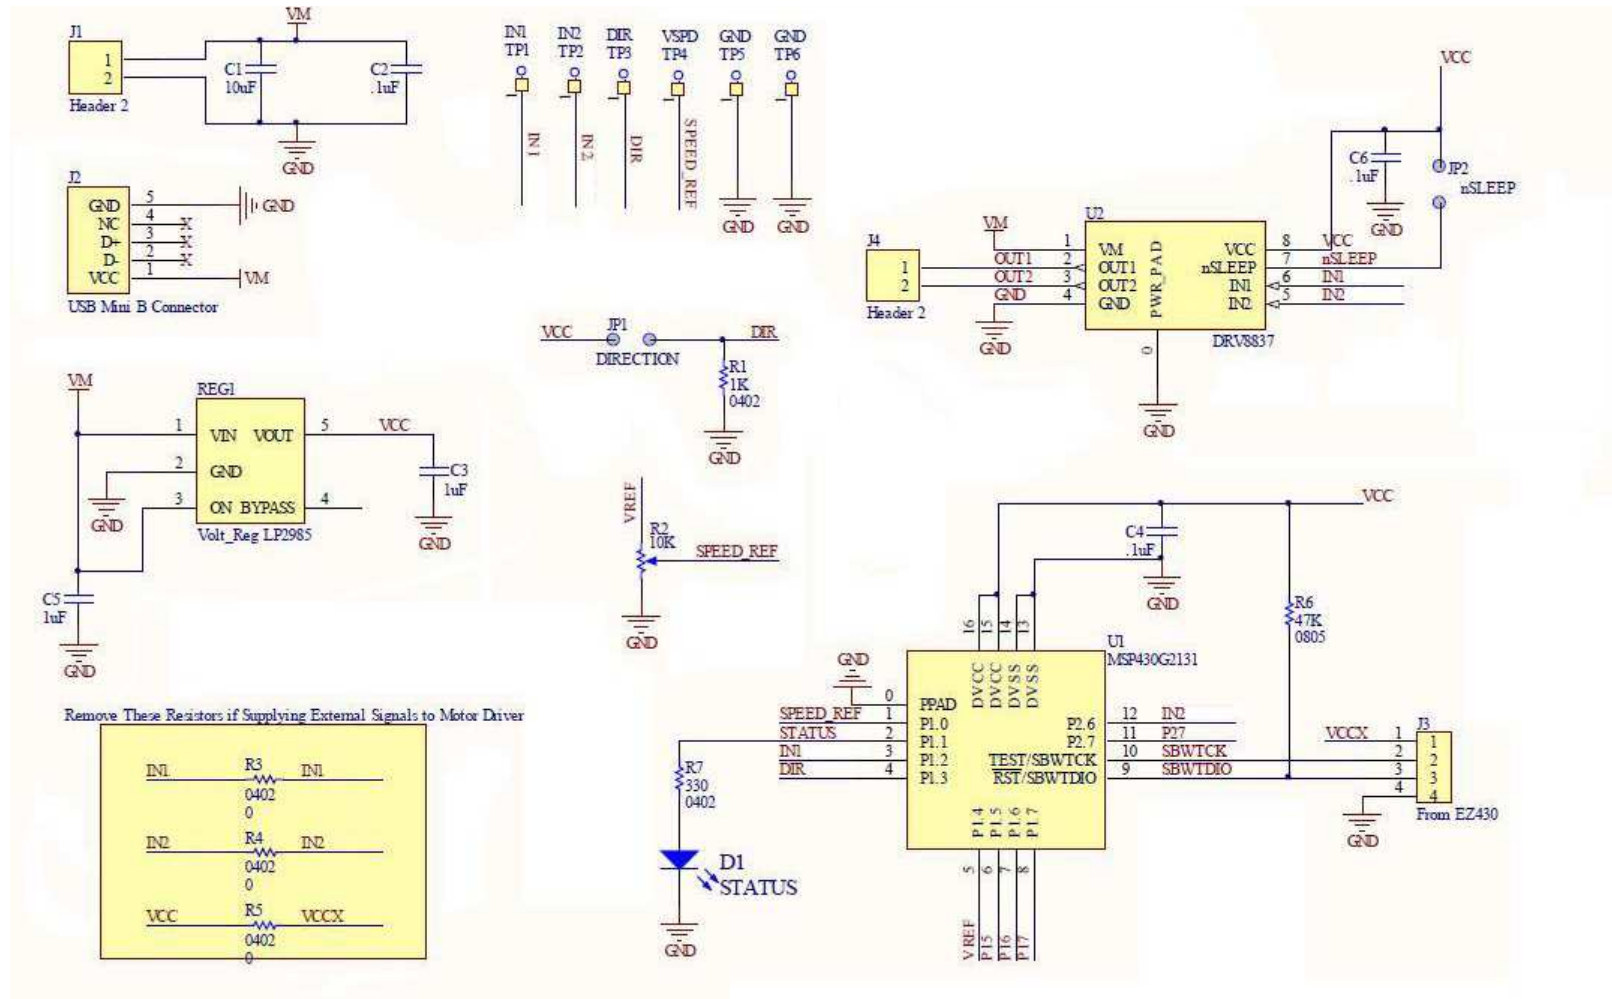 J1
1
2
Header 2
VM
C1
10uF
C2
.1uF
GND
IN1
TP1
IN2
TP2
DIR
TP3
VSPD
TP4
GND
TP5
GND
TP6
1
1
1
1
1
1
IN1
IN2
DIR
SPEED_REF
GND
GND
J2
GND 5 GND
NC 4 X
D+ 3 X
D- 2 X
VCC 1 VM
USB Mini B Connector
VCC
C6
.1uF
JP2
nSLEEP
GND
U2
J4
1
2
Header 2
VM
OUT1
OUT2
GND
GND
1 VM
2 OUT1
3 OUT2
4 GND
PWR_PAD
0
VCC 8 VCC
nSLEEP 7 nSLEEP
IN1 6 IN1
IN2 5 IN2
DRV8837
GND
VCC
JP1
DIRECTION
DIR
R1
1K
0402
GND
VM
REG1
1 VIN VOUT 5 VCC
2 GND
3 ON BYPASS 4
Volt_Reg LP2985
GND
C3
1uF
GND
C5
1uF
GND
VREF
R2
10K
SPEED_REF
GND
VCC
C4
.1uF
GND
R6
47K
0805
U1
MSP430G2131
16
15
14
13
DVCC
DVCC
DVSS
DVSS
GND
0 PPAD
SPEED_REF 1 P1.0
STATUS 2 P1.1
IN1 3 P1.2
DIR 4 P1.3
P2.6 12 IN2
P2.7 11 P27
TEST/SBWTCK 10 SBWTCK
RST/SBWTDIO 9 SBWTDIO
P1.4
P1.5
P1.6
P1.7
5
6
7
8
VREF
P15
P16
P17
J3
VCCX 1 1
2 2
3 3
4 4
From EZ430
GND
R7
330
0402
D1
STATUS
GND
Remove These Resistors if Supplying External Signals to Motor Driver
IN1 R3 IN1
0402
0
IN2 R4 IN2
0402
0
VCC R5 VCCX
0402
0